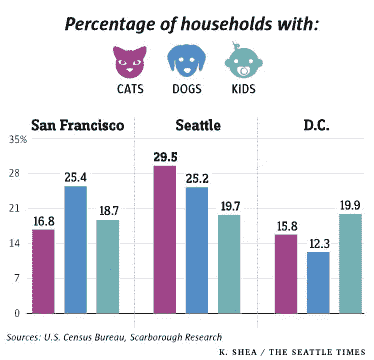 Percentage of households with:
CATS DOGS KIDS
San Francisco Seattle D.C.
35%
28
21
14
7
0
16.8 25.4 18.7
29.5 25.2 19.7
15.8 12.3 19.9
Sources: U.S. Census Bureau, Scarborough Research
K. SHEA / THE SEATTLE TIMES